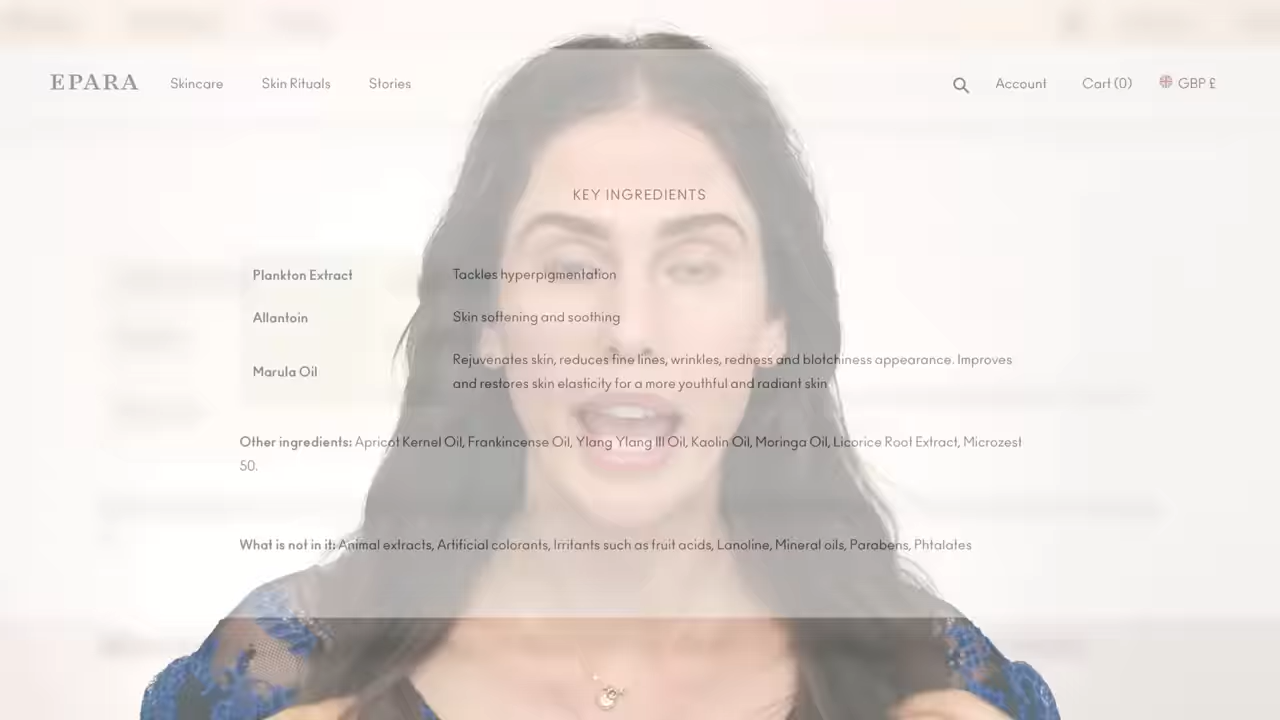 EPARA Skincare Skin Rituals Stories Account Cart (0) GBP £
KEY INGREDIENTS
Plankton Extract Tackles hyperpigmentation
Allantoin Skin softening and soothing
Marula Oil Rejuvenates skin, reduces fine lines, wrinkles, redness and blotchiness appearance. Improves
and restores skin elasticity for a more youthful and radiant skin.
Other ingredients: Apricot Kernel Oil, Frankincense Oil, Ylang Ylang III Oil, Kaolin Oil, Moringa Oil, Licorice Root Extract, Microzest
50.
What is not in it: Animal extracts, Artificial colorants, Irritants such as fruit acids, Lanoline, Mineral oils, Parabens, Phtalates